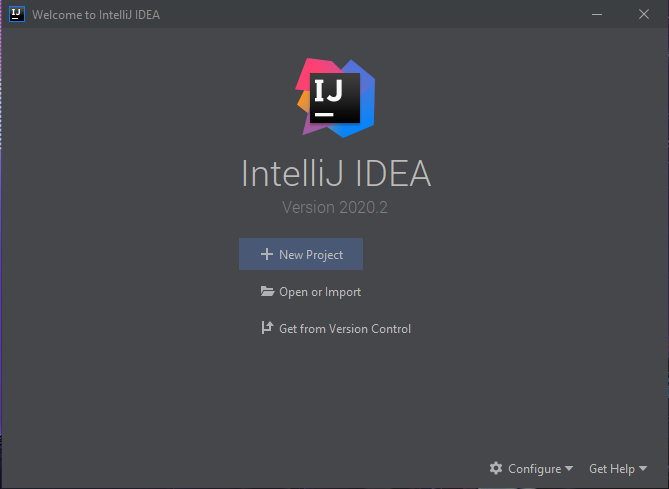 Welcome to IntelliJ IDEA
IJ
IntelliJ IDEA
Version 2020.2
New Project
Open or Import
Get from Version Control
Configure Get Help